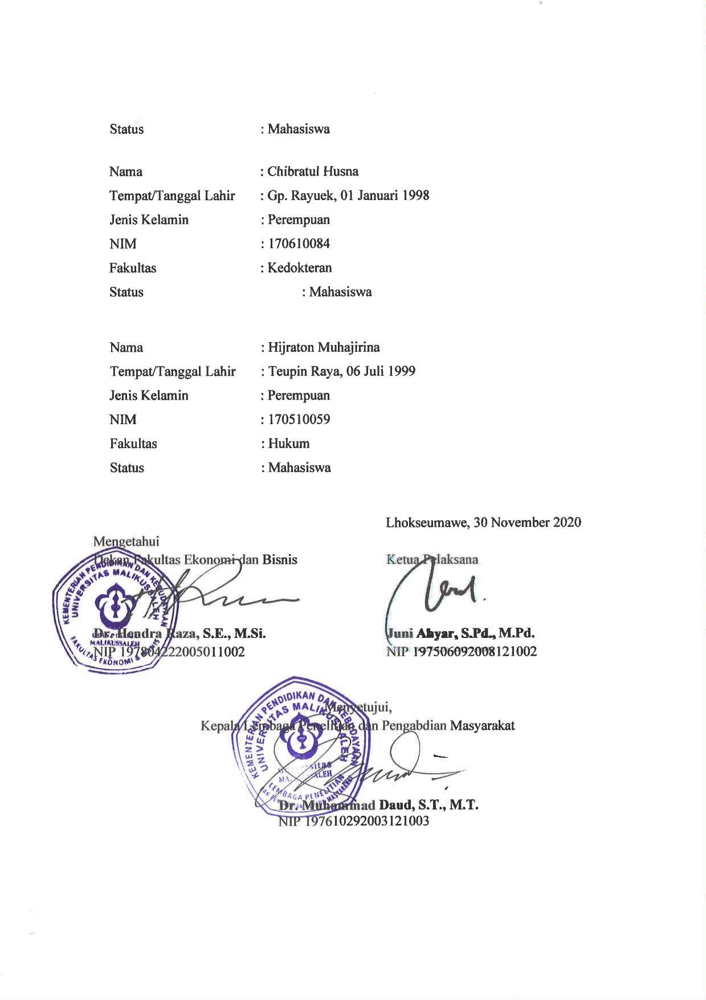 Status : Mahasiswa
Nama : Chibratul Husna
Tempat/Tanggal Lahir : Gp. Rayuek, 01 Januari 1998
Jenis Kelamin : Perempuan
NIM : 170610084
Fakultas : Kedokteran
Status : Mahasiswa
Nama : Hijraton Muhajirina
Tempat/Tanggal Lahir : Teupin Raya, 06 Juli 1999
Jenis Kelamin : Perempuan
NIM : 170510059
Fakultas : Hukum
Status : Mahasiswa
Lhokseumawe, 30 November 2020
Mengetahui
Dekan Fakultas Ekonomi dan Bisnis
Ketua Pelaksana
KEMENTERIAN PENDIDIKAN DAN KEBUDAYAAN
UNIVERSITAS MALIKUSSALEH
MALIKUSSALEH
FAKULTAS EKONOMI & BISNIS
Dr. Hendra Raza, S.E., M.Si.
NIP 197804222005011002
Juni Ahyar, S.Pd., M.Pd.
NIP 197506092008121002
Menyetujui,
Kepala Lembaga Penelitian dan Pengabdian Masyarakat
KEMENTERIAN PENDIDIKAN DAN KEBUDAYAAN
UNIVERSITAS MALIKUSSALEH
LEMBAGA PENELITIAN
Dr. Muhammad Daud, S.T., M.T.
NIP 197610292003121003